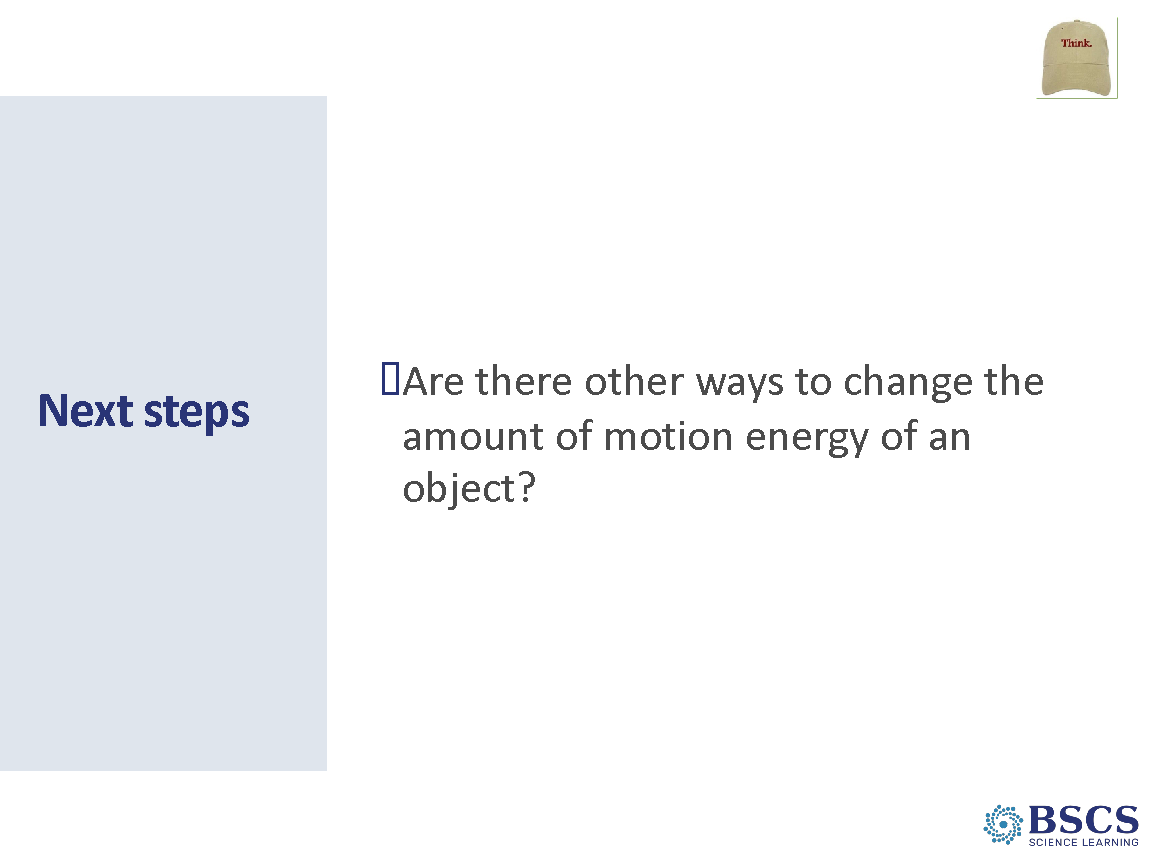 Think.
Next steps
Are there other ways to change the
amount of motion energy of an
object?
BSCS
SCIENCE LEARNING